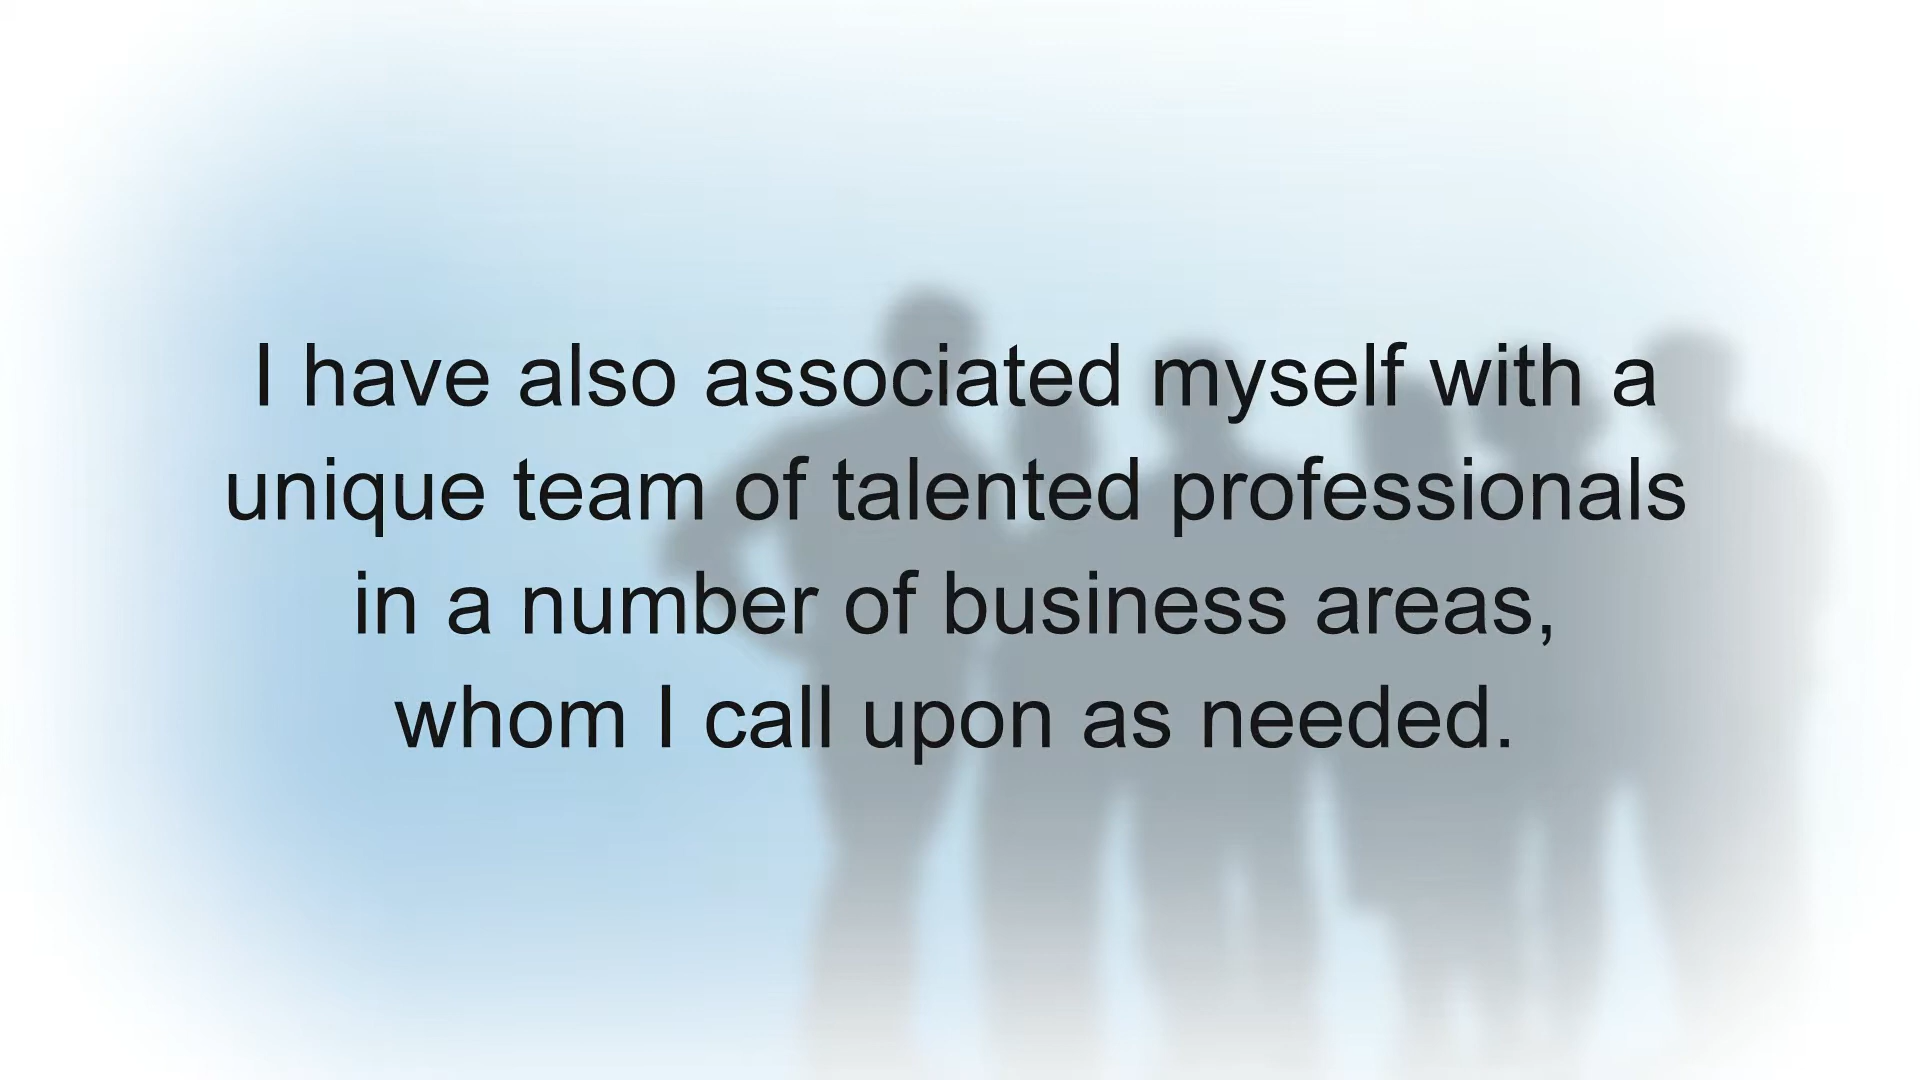 I have also associated myself with a
unique team of talented professionals
in a number of business areas,
whom I call upon as needed.